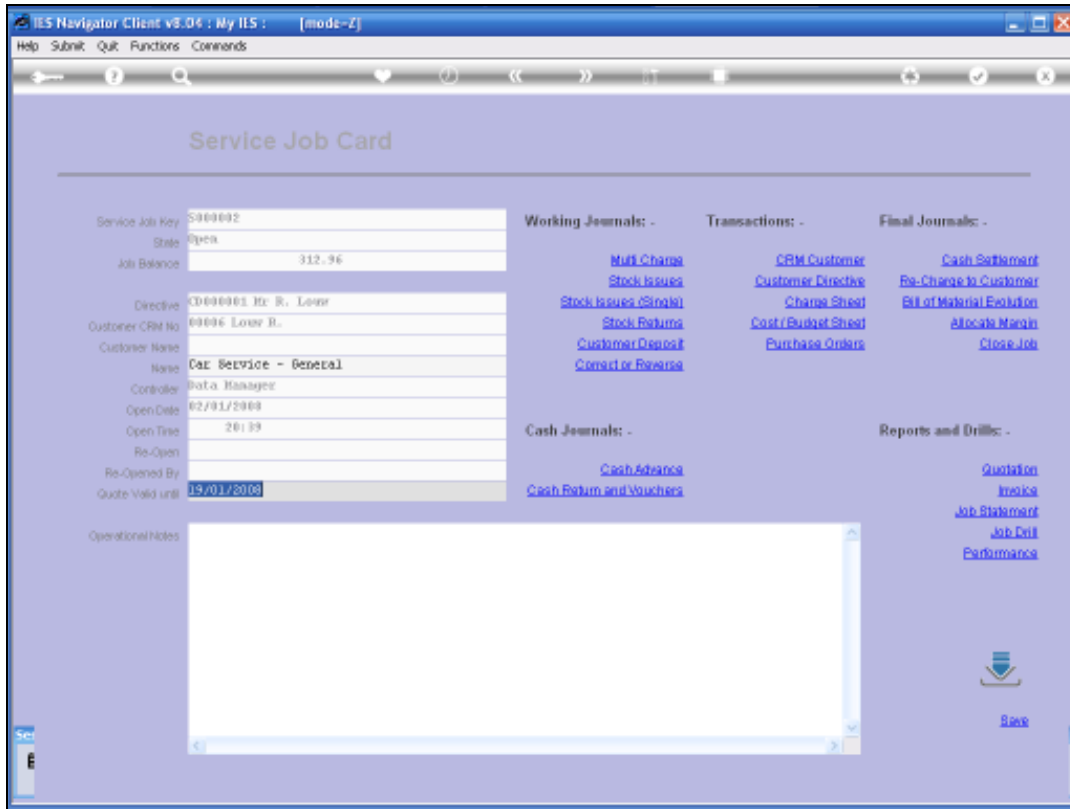 IES Navigator Client v8.04 : My IES : [mode=Z]
Help Submit Quit Functions Commands
Service Job Card
Service Job Key S000002
State Open
Job Balance 312.96
Directive CD000001 Mr R. Louw
Customer CRM No 00006 Louw R.
Customer Name
Name Car Service - General
Controller Data Manager
Open Date 02/01/2008
Open Time 20:39
Re-Open
Re-Opened By
Quote Valid until 19/01/2008
Operational Notes
Working Journals: -
Multi Charge
Stock Issues
Stock Issues (Single)
Stock Returns
Customer Deposit
Correct or Reverse
Transactions: -
CRM Customer
Customer Directive
Charge Sheet
Cost / Budget Sheet
Purchase Orders
Final Journals: -
Cash Settlement
Re-Charge to Customer
Bill of Material Evolution
Allocate Margin
Close Job
Cash Journals: -
Cash Advance
Cash Return and Vouchers
Reports and Drills: -
Quotation
Invoice
Job Statement
Job Drill
Performance
Save